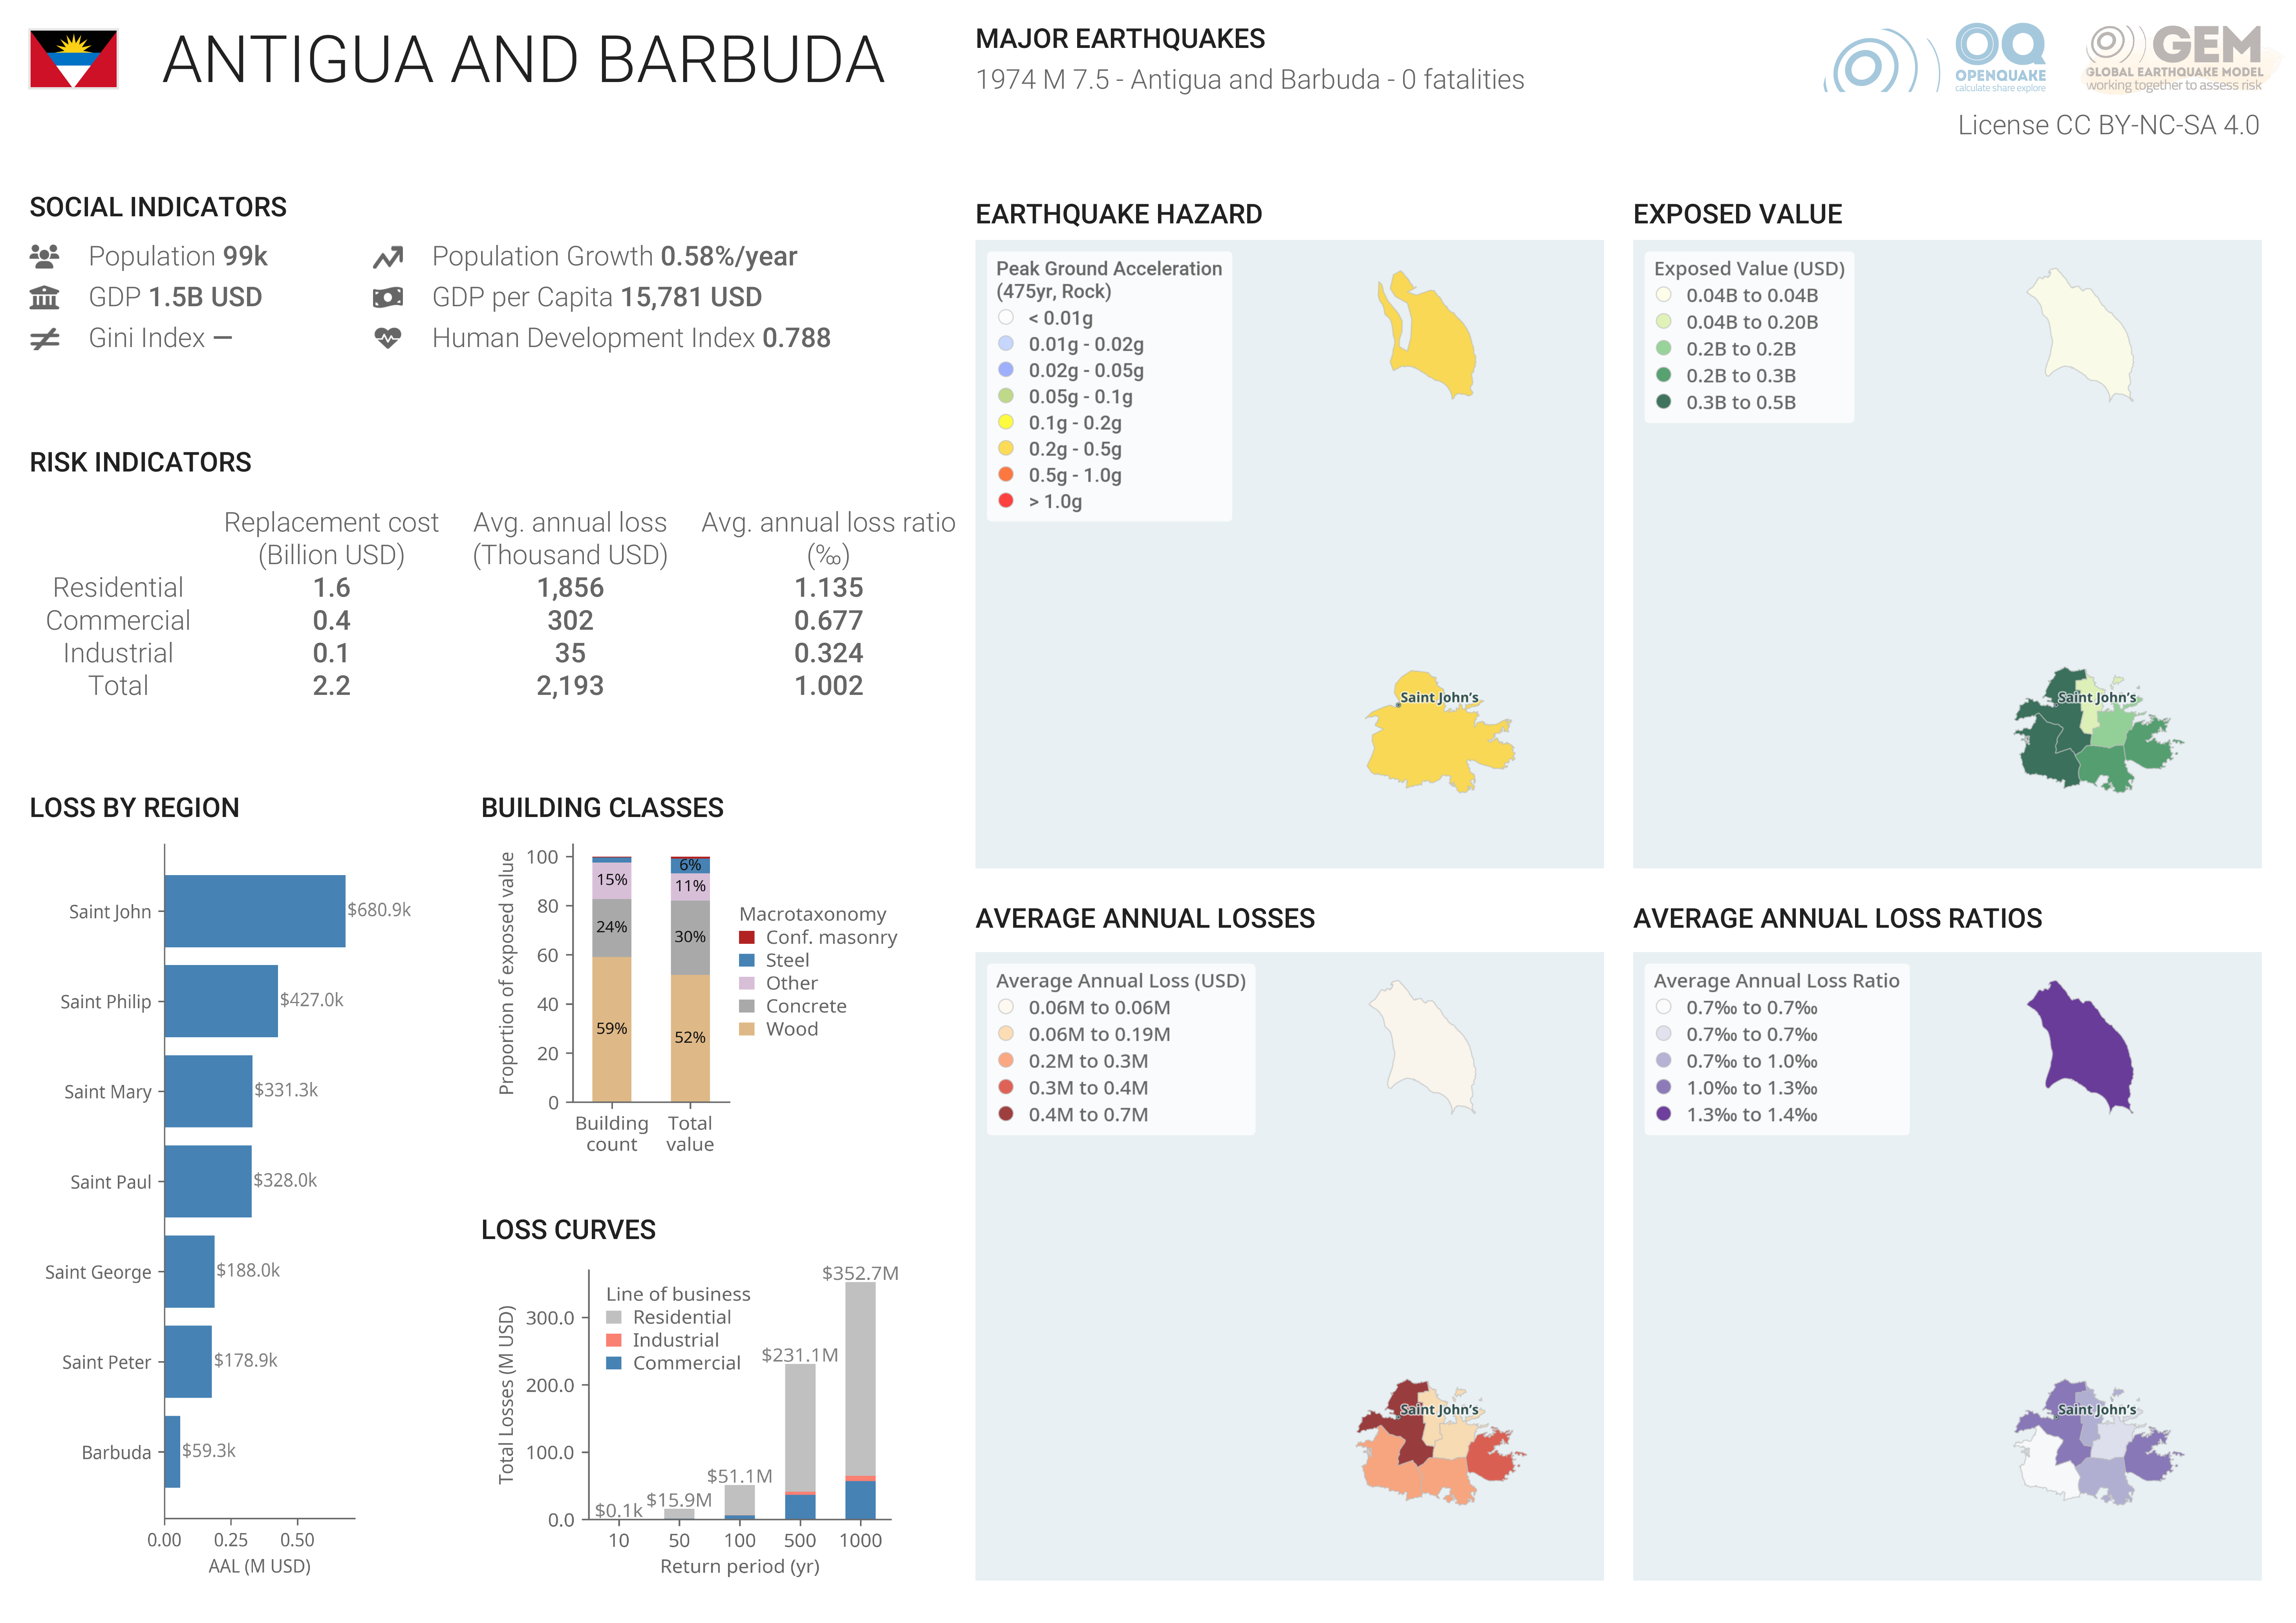 ANTIGUA AND BARBUDA
MAJOR EARTHQUAKES
1974 M 7.5 - Antigua and Barbuda - 0 fatalities
OQ
OPENQUAKE
calculate share explore
GEM
GLOBAL EARTHQUAKE MODEL
working together to assess risk
License CC BY-NC-SA 4.0
SOCIAL INDICATORS
Population 99k
Population Growth 0.58%/year
GDP 1.5B USD
GDP per Capita 15,781 USD
Gini Index —
Human Development Index 0.788
RISK INDICATORS
Replacement cost (Billion USD)
Avg. annual loss (Thousand USD)
Avg. annual loss ratio (‰)
Residential 1.6 1,856 1.135
Commercial 0.4 302 0.677
Industrial 0.1 35 0.324
Total 2.2 2,193 1.002
LOSS BY REGION
Saint John $680.9k
Saint Philip $427.0k
Saint Mary $331.3k
Saint Paul $328.0k
Saint George $188.0k
Saint Peter $178.9k
Barbuda $59.3k
0.00 0.25 0.50
AAL (M USD)
BUILDING CLASSES
Proportion of exposed value
100
80
60
40
20
0
15%
24%
59%
6%
11%
30%
52%
Building count
Total value
Macrotaxonomy
Conf. masonry
Steel
Other
Concrete
Wood
LOSS CURVES
Total Losses (M USD)
300.0
200.0
100.0
0.0
Line of business
Residential
Industrial
Commercial
$0.1k
$15.9M
$51.1M
$231.1M
$352.7M
10 50 100 500 1000
Return period (yr)
EARTHQUAKE HAZARD
Peak Ground Acceleration
(475yr, Rock)
< 0.01g
0.01g - 0.02g
0.02g - 0.05g
0.05g - 0.1g
0.1g - 0.2g
0.2g - 0.5g
0.5g - 1.0g
> 1.0g
Saint John's
EXPOSED VALUE
Exposed Value (USD)
0.04B to 0.04B
0.04B to 0.20B
0.2B to 0.2B
0.2B to 0.3B
0.3B to 0.5B
Saint John's
AVERAGE ANNUAL LOSSES
Average Annual Loss (USD)
0.06M to 0.06M
0.06M to 0.19M
0.2M to 0.3M
0.3M to 0.4M
0.4M to 0.7M
Saint John's
AVERAGE ANNUAL LOSS RATIOS
Average Annual Loss Ratio
0.7‰ to 0.7‰
0.7‰ to 0.7‰
0.7‰ to 1.0‰
1.0‰ to 1.3‰
1.3‰ to 1.4‰
Saint John's